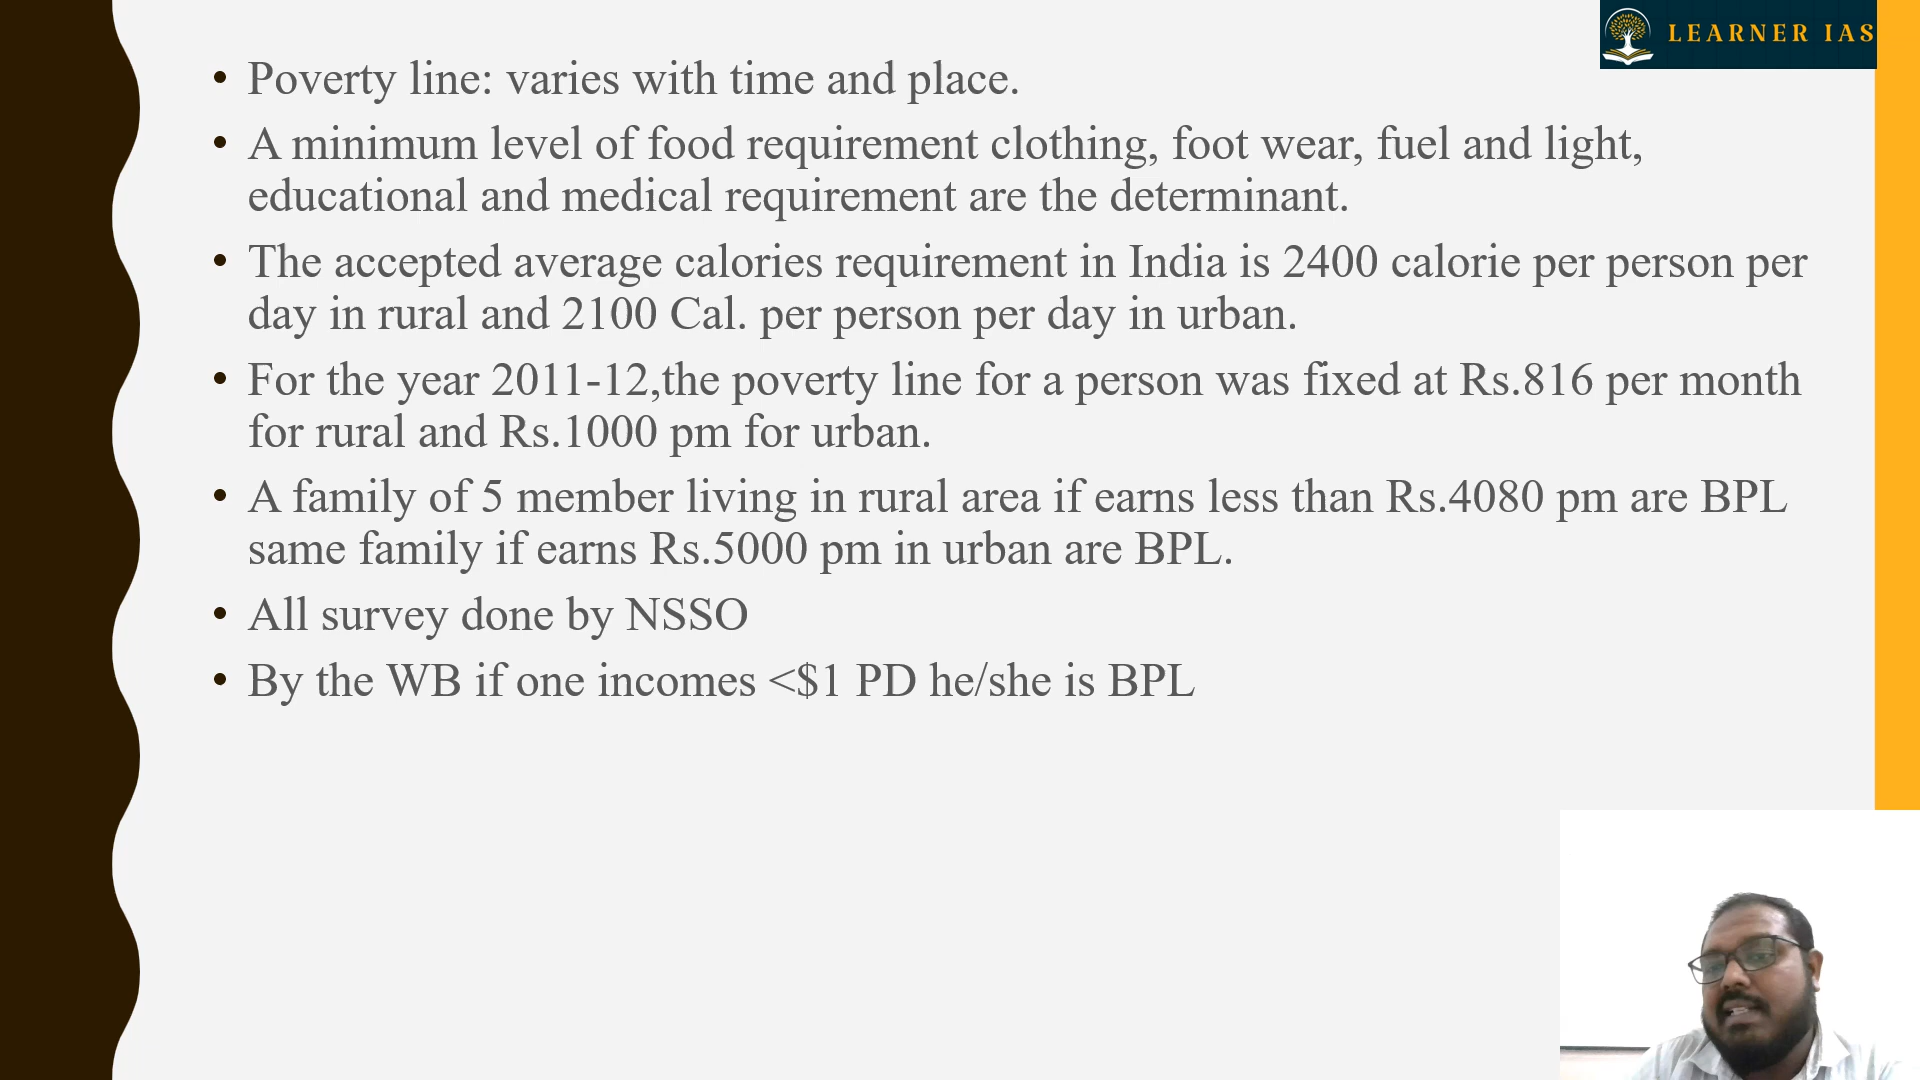 LEARNER IAS
• Poverty line: varies with time and place.
• A minimum level of food requirement clothing, foot wear, fuel and light,
educational and medical requirement are the determinant.
• The accepted average calories requirement in India is 2400 calorie per person per
day in rural and 2100 Cal. per person per day in urban.
• For the year 2011-12,the poverty line for a person was fixed at Rs.816 per month
for rural and Rs.1000 pm for urban.
• A family of 5 member living in rural area if earns less than Rs.4080 pm are BPL
same family if earns Rs.5000 pm in urban are BPL.
• All survey done by NSSO
• By the WB if one incomes <$1 PD he/she is BPL